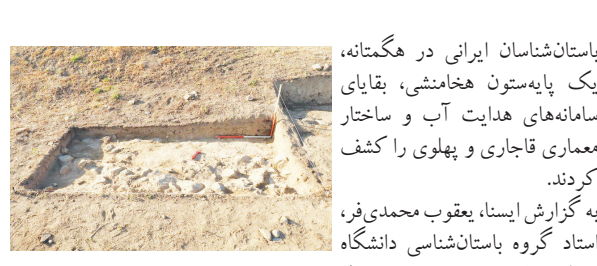 باستان‌شناسان ایرانی در هگمتانه،
یک پایه‌ستون هخامنشی، بقایای
سامانه‌های هدایت آب و ساختار
معماری قاجاری و پهلوی را کشف
کردند.
به گزارش ایسنا، یعقوب محمدی‌فر،
استاد گروه باستان‌شناسی دانشگاه